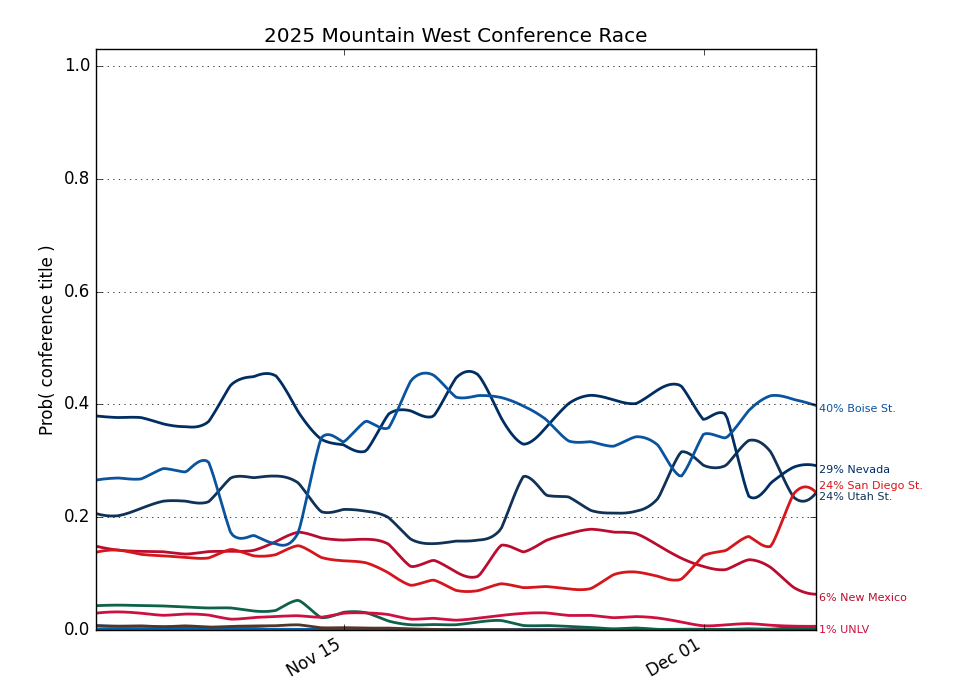 2025 Mountain West Conference Race
Prob( conference title )
1.0
0.8
0.6
0.4
0.2
0.0
Nov 15
Dec 01
40% Boise St.
29% Nevada
24% San Diego St.
24% Utah St.
6% New Mexico
1% UNLV